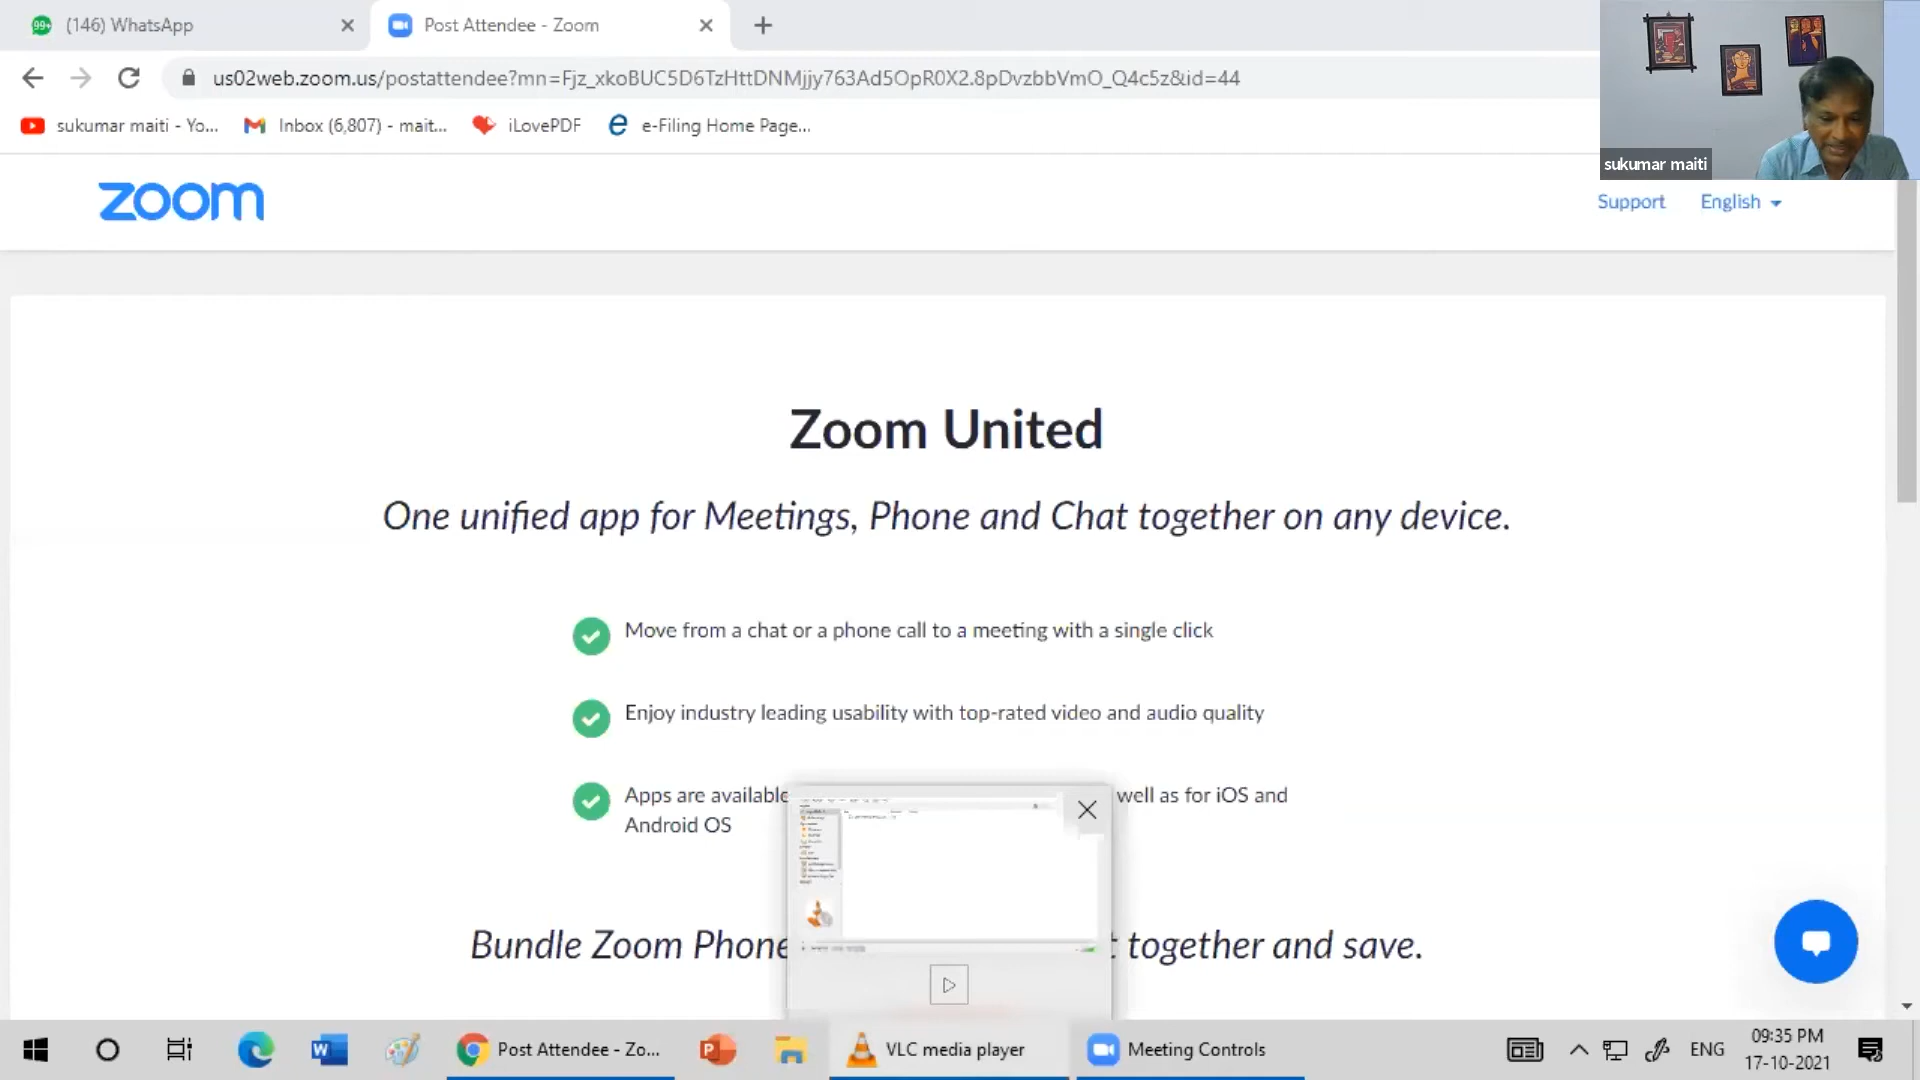 99+ (146) WhatsApp
Post Attendee - Zoom
us02web.zoom.us/postattendee?mn=Fjz_xkoBUC5D6TzHttDNMjjy763Ad5OpR0X2.8pDvzbbVmO_Q4c5z&id=44
sukumar maiti - Yo...
Inbox (6,807) - mait...
iLovePDF
e-Filing Home Page...
sukumar maiti
zoom
Support
English
Zoom United
One unified app for Meetings, Phone and Chat together on any device.
Move from a chat or a phone call to a meeting with a single click
Enjoy industry leading usability with top-rated video and audio quality
Apps are available well as for iOS and
Android OS
Bundle Zoom Phone t together and save.
Post Attendee - Zo...
VLC media player
Meeting Controls
ENG
09:35 PM
17-10-2021